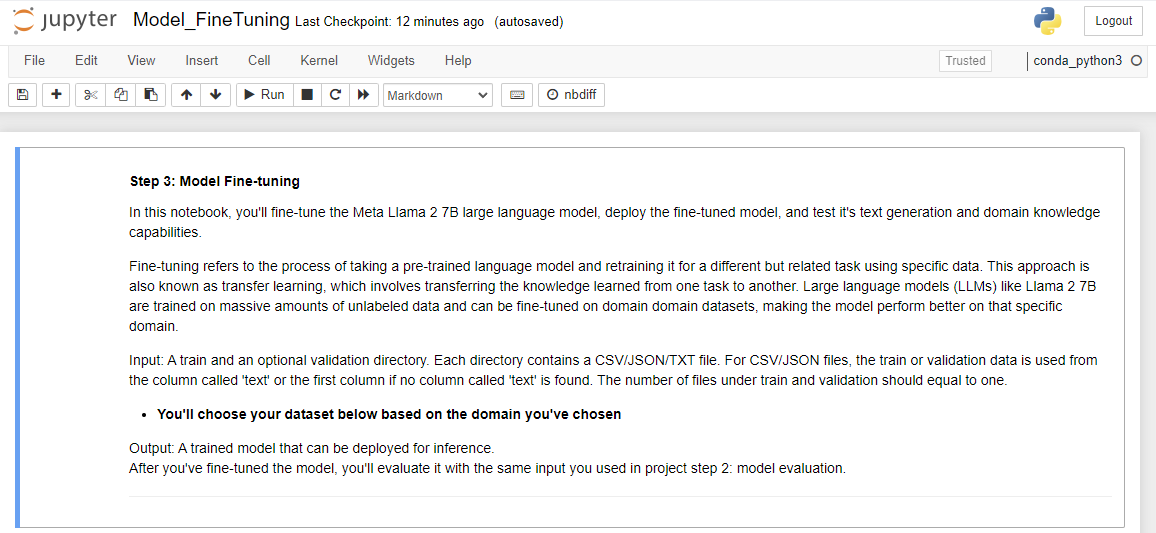 jupyter Model_FineTuning Last Checkpoint: 12 minutes ago (autosaved) Logout
File Edit View Insert Cell Kernel Widgets Help Trusted conda_python3
Run Markdown nbdiff
Step 3: Model Fine-tuning
In this notebook, you'll fine-tune the Meta Llama 2 7B large language model, deploy the fine-tuned model, and test it's text generation and domain knowledge
capabilities.
Fine-tuning refers to the process of taking a pre-trained language model and retraining it for a different but related task using specific data. This approach is
also known as transfer learning, which involves transferring the knowledge learned from one task to another. Large language models (LLMs) like Llama 2 7B
are trained on massive amounts of unlabeled data and can be fine-tuned on domain domain datasets, making the model perform better on that specific
domain.
Input: A train and an optional validation directory. Each directory contains a CSV/JSON/TXT file. For CSV/JSON files, the train or validation data is used from
the column called 'text' or the first column if no column called 'text' is found. The number of files under train and validation should equal to one.
• You'll choose your dataset below based on the domain you've chosen
Output: A trained model that can be deployed for inference.
After you've fine-tuned the model, you'll evaluate it with the same input you used in project step 2: model evaluation.